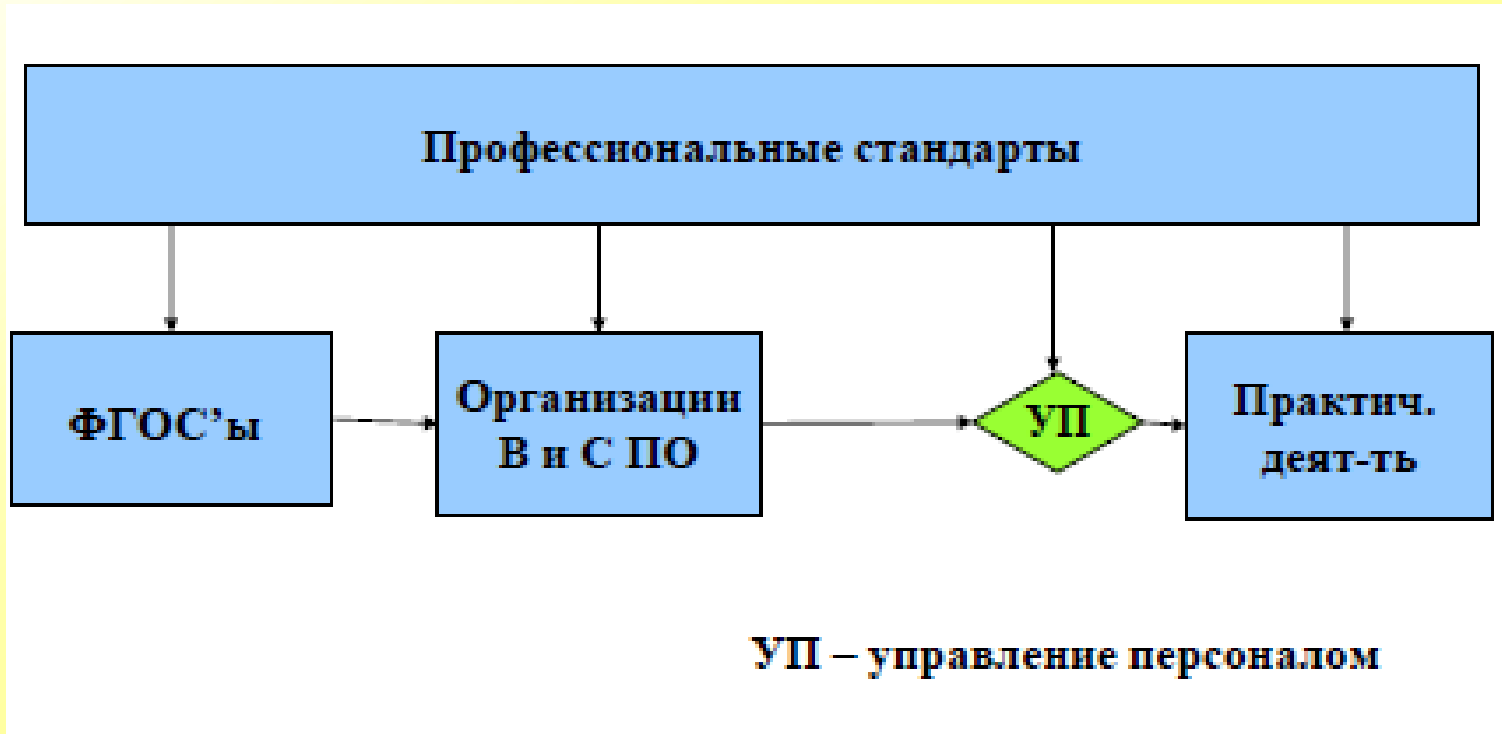 Профессиональные стандарты
ФГОС’ы
Организации
В и С ПО
УП
Практич.
деят-ть
УП – управление персоналом